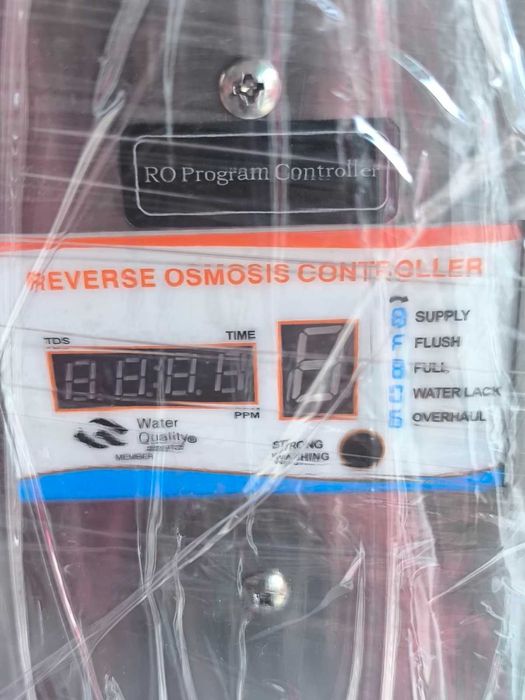 RO Program Controller
REVERSE OSMOSIS CONTROLLER
TDS
TIME
PPM
SUPPLY
F FLUSH
FULL
WATER LACK
OVERHAUL
Water
Quality®
MEMBER
STRONG
WASHING